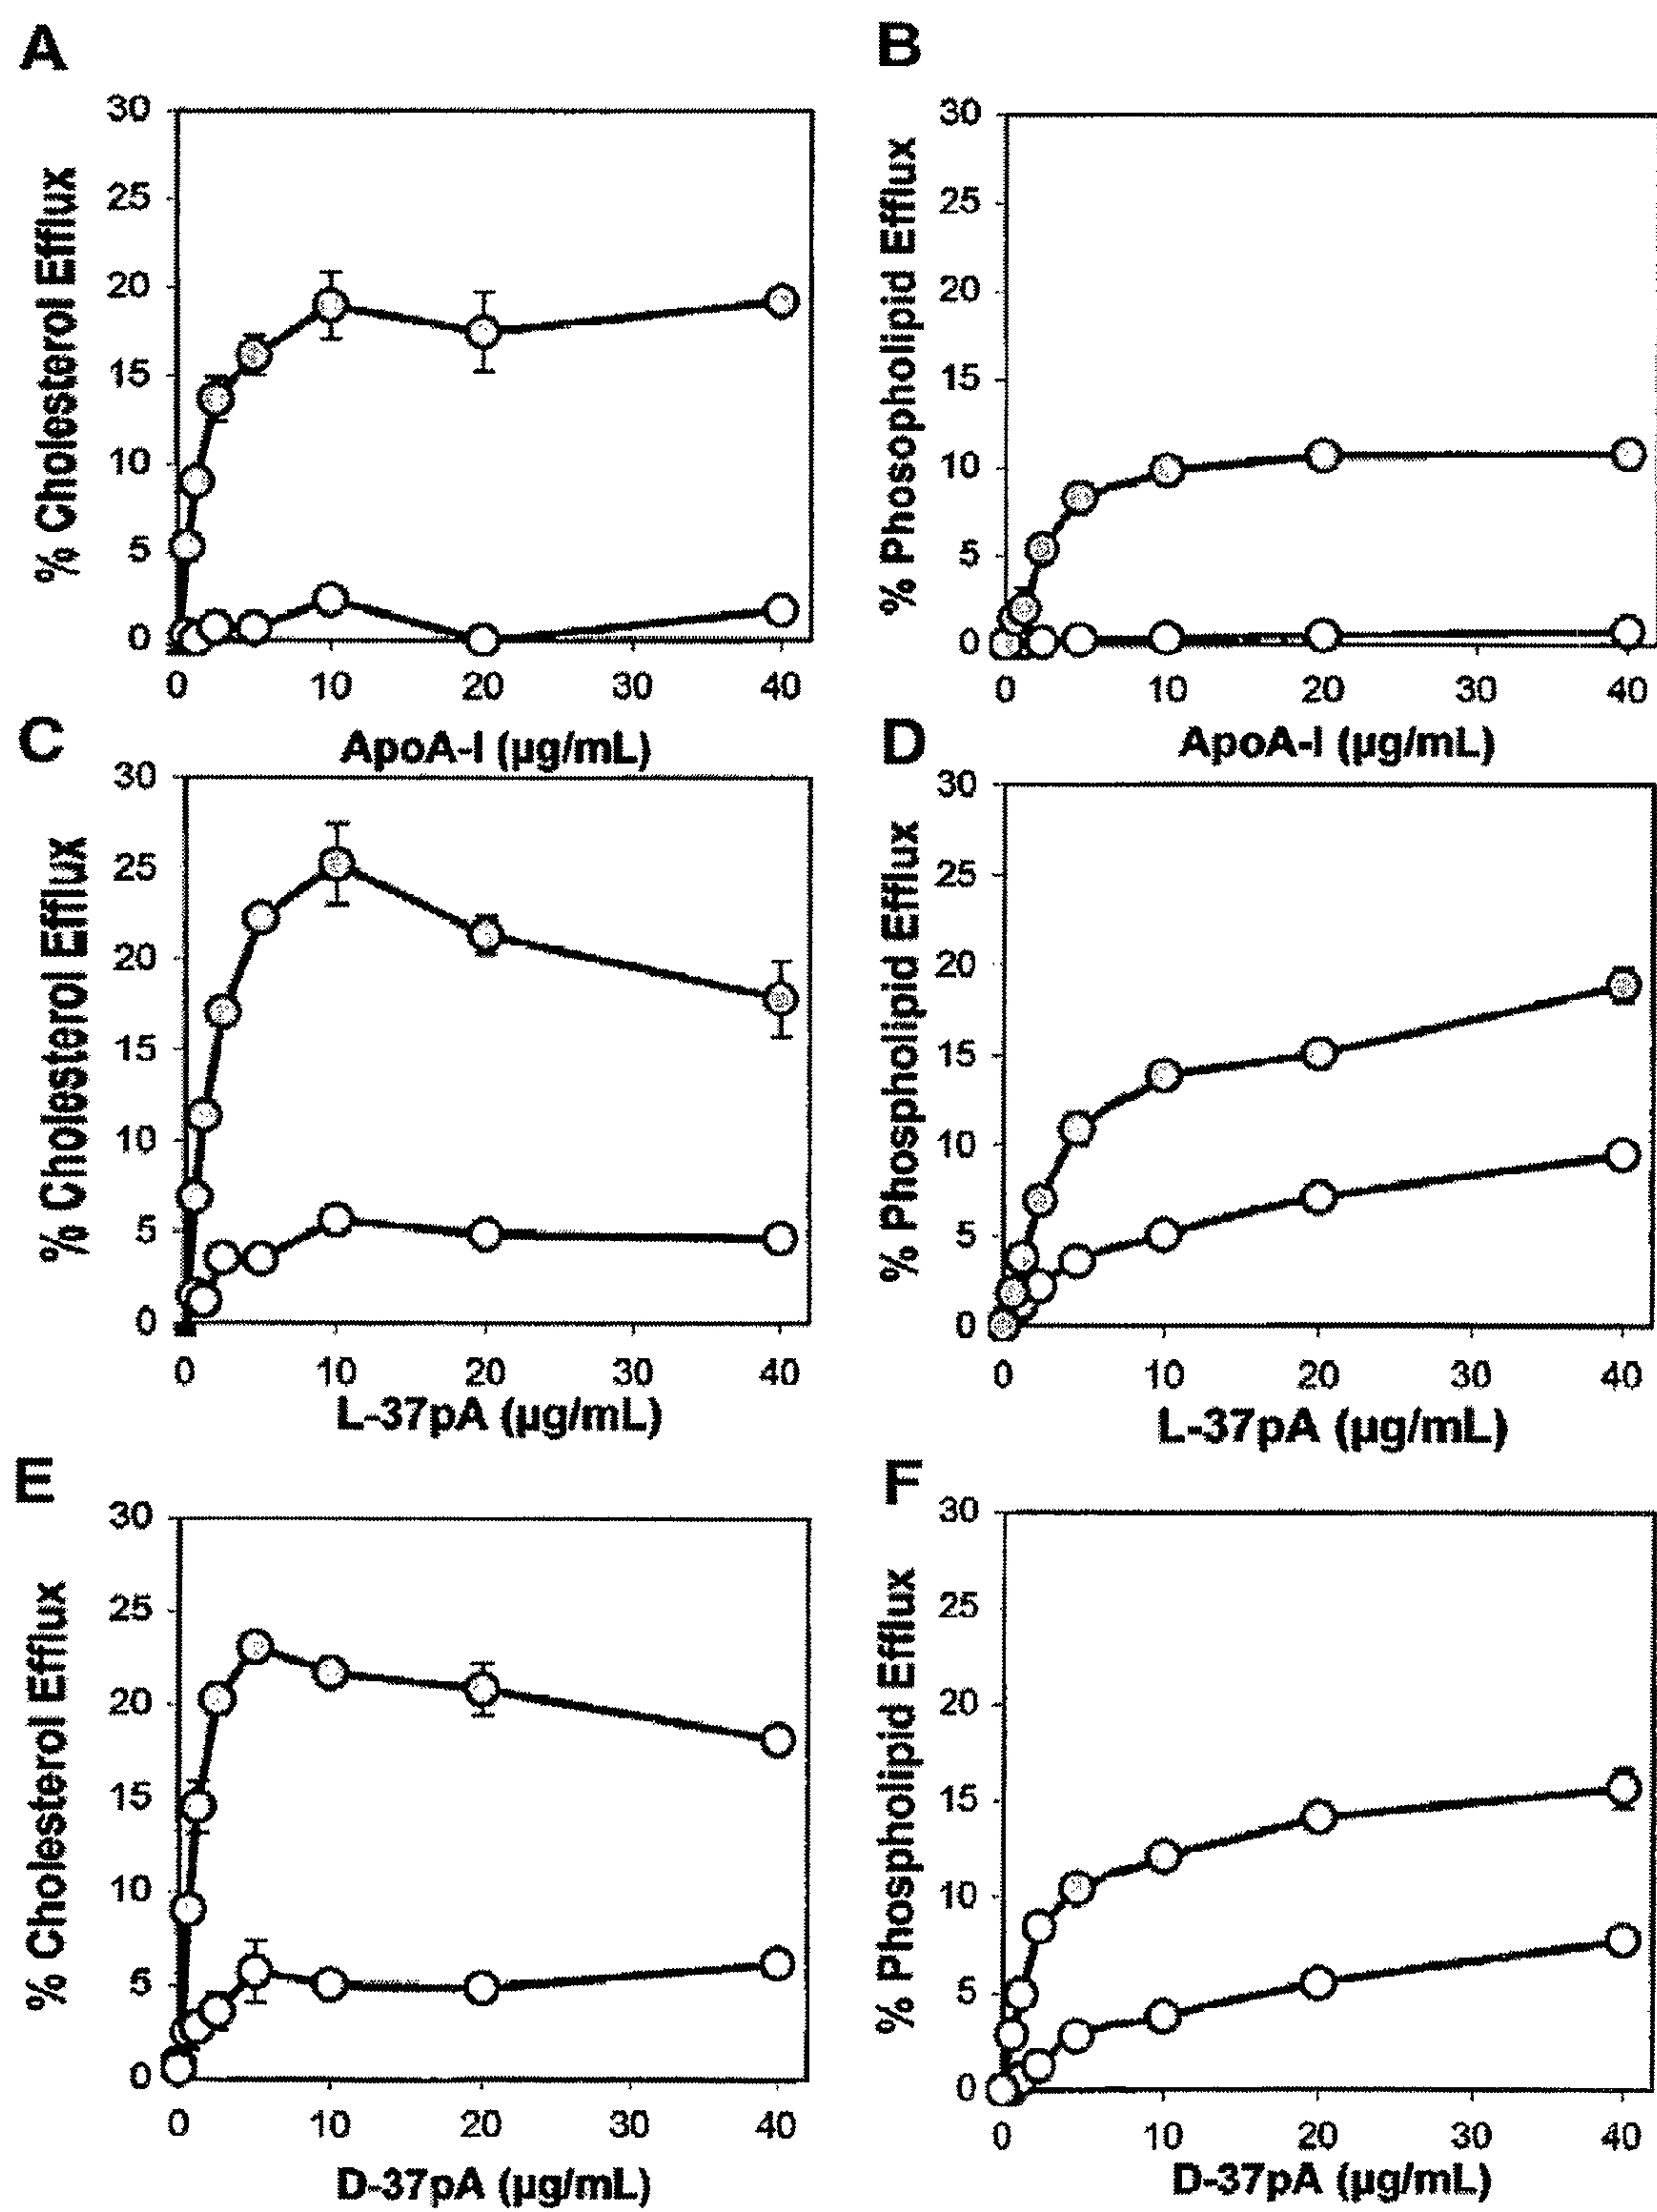 A
% Cholesterol Efflux
30
25
20
15
10
5
0
0 10 20 30 40
ApoA-I (µg/mL)
B
% Phosopholipid Efflux
30
25
20
15
10
5
0
0 10 20 30 40
ApoA-I (µg/mL)
C
% Cholesterol Efflux
30
25
20
15
10
5
0
0 10 20 30 40
L-37pA (µg/mL)
D
% Phospholipid Efflux
30
25
20
15
10
5
0
0 10 20 30 40
L-37pA (µg/mL)
E
% Cholesterol Efflux
30
25
20
15
10
5
0
0 10 20 30 40
D-37pA (µg/mL)
F
% Phospholipid Efflux
30
25
20
15
10
5
0
0 10 20 30 40
D-37pA (µg/mL)